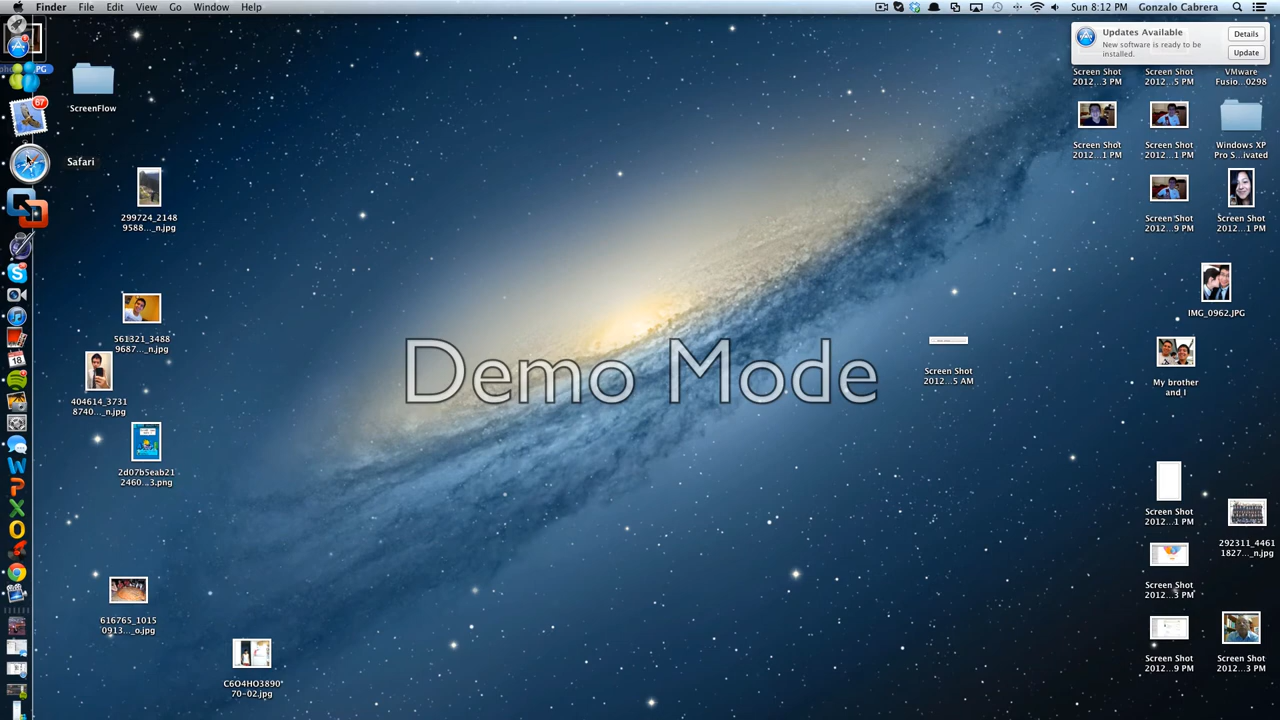 Finder File Edit View Go Window Help
Sun 8:12 PM Gonzalo Cabrera
Updates Available
New software is ready to be
installed.
Details
Update
67
Safari
18
ScreenFlow
299724_2148
9588..._n.jpg
561321_3488
9687..._n.jpg
404614_3731
8740..._n.jpg
2d07b5eab21
2460...3.png
616765_1015
0913..._o.jpg
C6O4HO3890*
70-02.jpg
Demo Mode
Screen Shot
2012...5 AM
Screen Shot
2012...3 PM
Screen Shot
2012...5 PM
VMware
Fusio...0298
Screen Shot
2012...1 PM
Screen Shot
2012...1 PM
Windows XP
Pro S...ivated
Screen Shot
2012...9 PM
Screen Shot
2012...1 PM
IMG_0962.JPG
My brother
and I
Screen Shot
2012...1 PM
292311_4461
1827..._n.jpg
Screen Shot
2012...3 PM
Screen Shot
2012...9 PM
Screen Shot
2012...3 PM